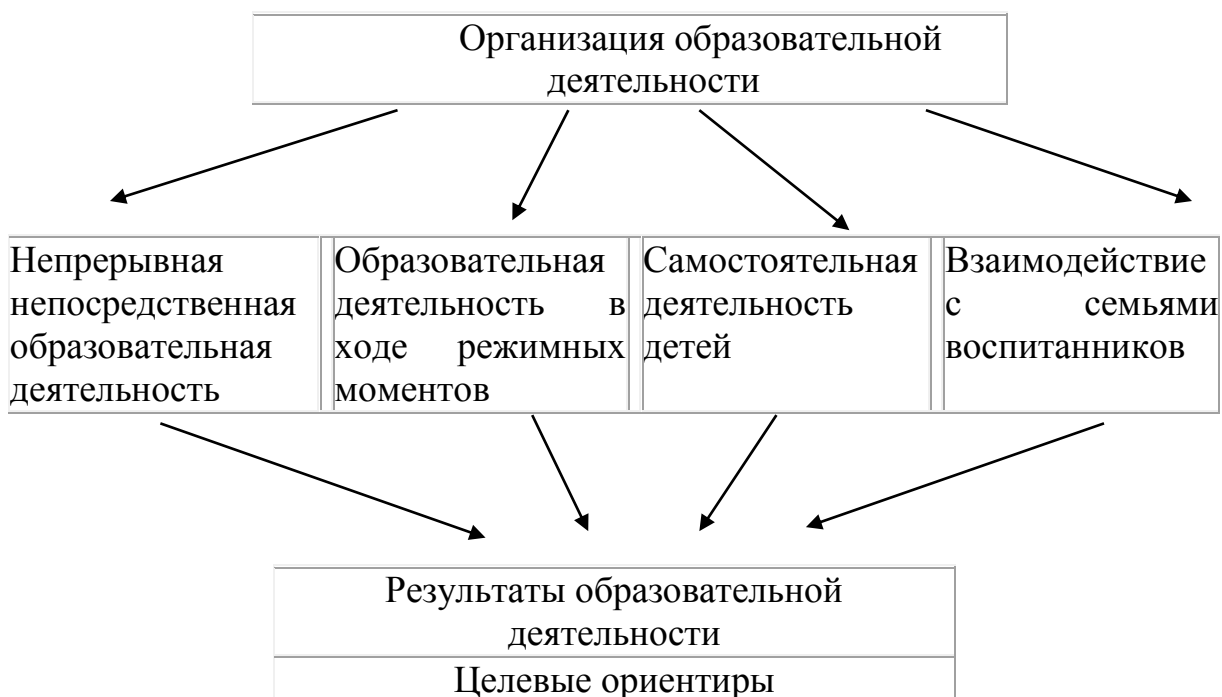 Организация образовательной
деятельности
Непрерывная
непосредственная
образовательная
деятельность
Образовательная
деятельность в
ходе режимных
моментов
Самостоятельная
деятельность
детей
Взаимодействие
с семьями
воспитанников
Результаты образовательной
деятельности
Целевые ориентиры